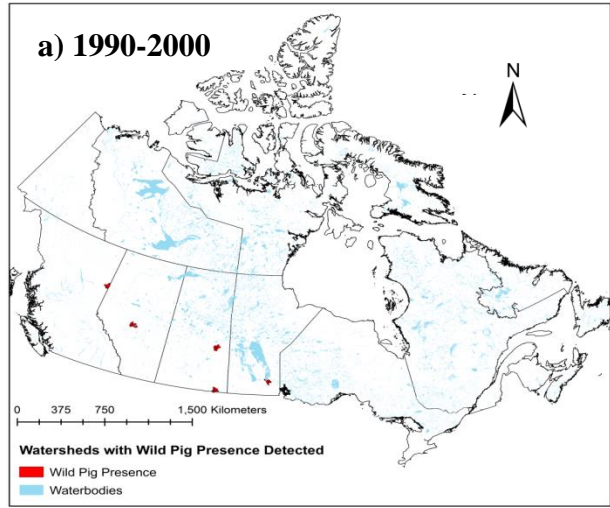 a) 1990-2000
N
0 375 750 1,500 Kilometers
Watersheds with Wild Pig Presence Detected
Wild Pig Presence
Waterbodies